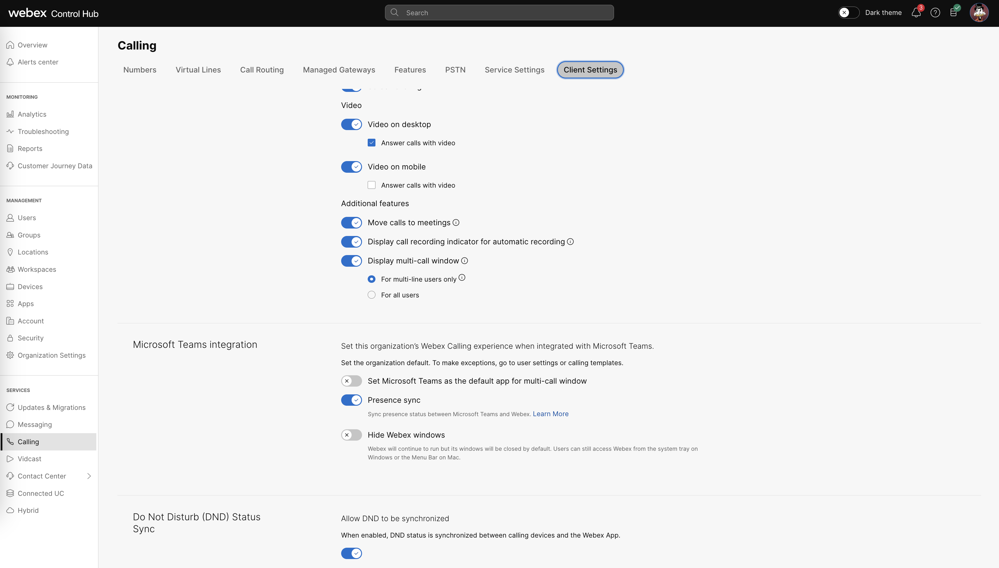 webex Control Hub
Search
Dark theme
3
Overview
Alerts center
MONITORING
Analytics
Troubleshooting
Reports
Customer Journey Data
MANAGEMENT
Users
Groups
Locations
Workspaces
Devices
Apps
Account
Security
Organization Settings
SERVICES
Updates & Migrations
Messaging
Calling
Vidcast
Contact Center
Connected UC
Hybrid
Calling
Numbers
Virtual Lines
Call Routing
Managed Gateways
Features
PSTN
Service Settings
Client Settings
Video
Video on desktop
Answer calls with video
Video on mobile
Answer calls with video
Additional features
Move calls to meetings
Display call recording indicator for automatic recording
Display multi-call window
For multi-line users only
For all users
Microsoft Teams integration
Set this organization’s Webex Calling experience when integrated with Microsoft Teams.
Set the organization default. To make exceptions, go to user settings or calling templates.
Set Microsoft Teams as the default app for multi-call window
Presence sync
Sync presence status between Microsoft Teams and Webex. Learn More
Hide Webex windows
Webex will continue to run but its windows will be closed by default. Users can still access Webex from the system tray on
Windows or the Menu Bar on Mac.
Do Not Disturb (DND) Status
Sync
Allow DND to be synchronized
When enabled, DND status is synchronized between calling devices and the Webex App.